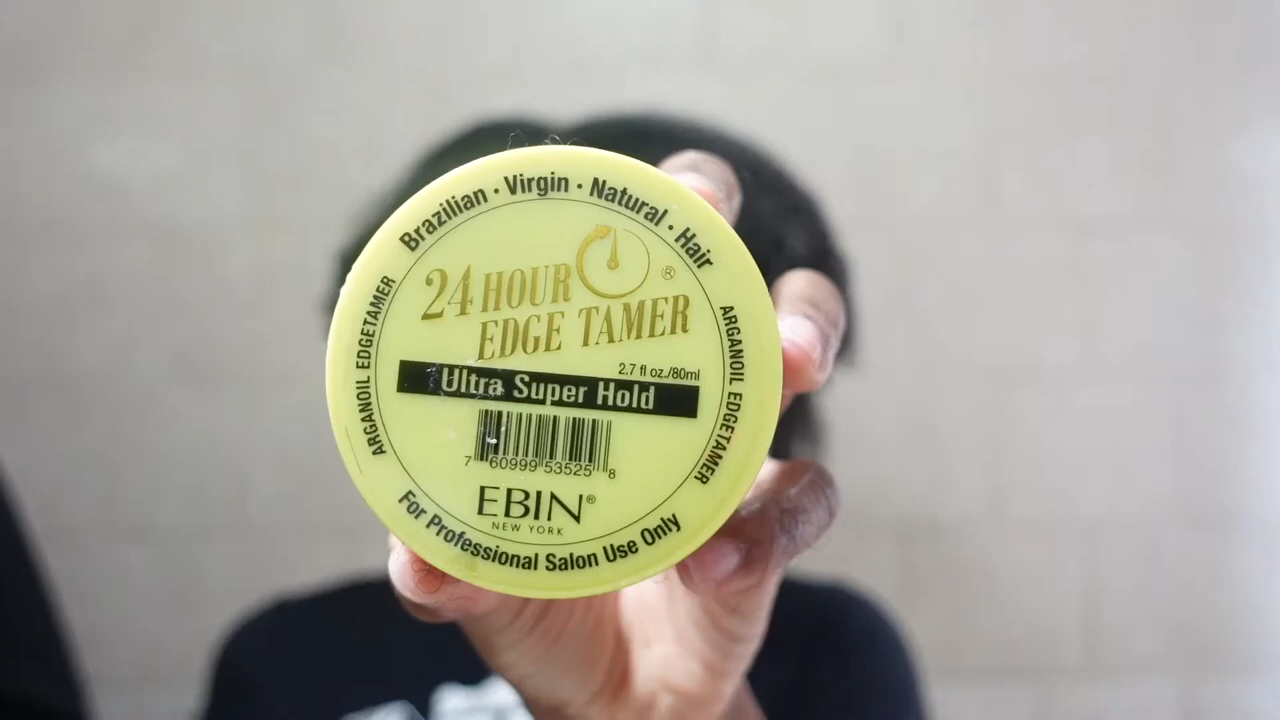 Brazilian · Virgin · Natural · Hair
ARGANOIL EDGETAMER
24 HOUR ®
EDGE TAMER
2.7 fl oz./80ml
Ultra Super Hold
7 60999 53525 8
EBIN®
NEW YORK
ARGANOIL EDGETAMER
For Professional Salon Use Only